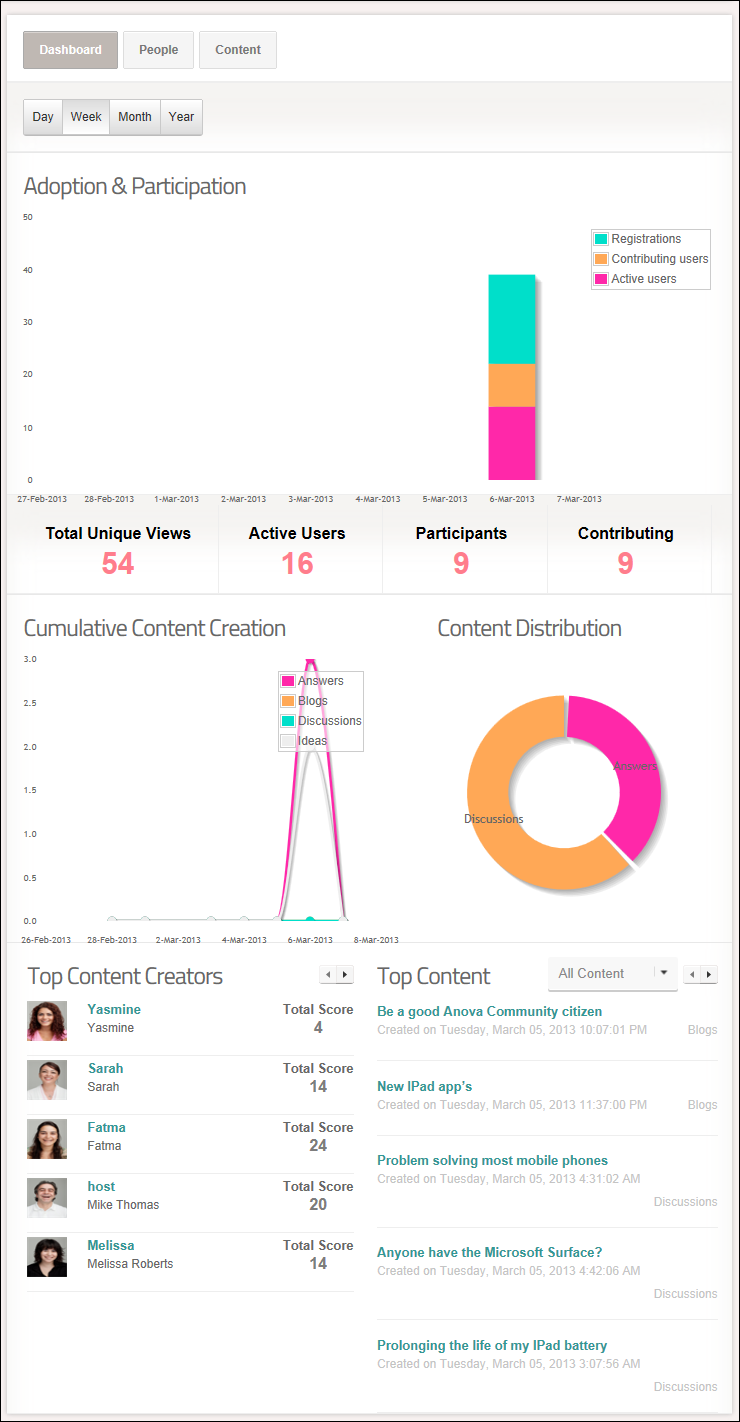 Dashboard People Content
Day Week Month Year
Adoption & Participation
50
40
30
20
10
0
Registrations
Contributing users
Active users
27-Feb-2013 28-Feb-2013 1-Mar-2013 2-Mar-2013 3-Mar-2013 4-Mar-2013 5-Mar-2013 6-Mar-2013 7-Mar-2013
Total Unique Views Active Users Participants Contributing
54 16 9 9
Cumulative Content Creation
3.0
2.5
2.0
1.5
1.0
0.5
0.0
Answers
Blogs
Discussions
Ideas
26-Feb-2013 28-Feb-2013 2-Mar-2013 4-Mar-2013 6-Mar-2013 8-Mar-2013
Content Distribution
Answers
Discussions
Top Content Creators
Yasmine Total Score
Yasmine 4
Sarah Total Score
Sarah 14
Fatma Total Score
Fatma 24
host Total Score
Mike Thomas 20
Melissa Total Score
Melissa Roberts 14
Top Content All Content
Be a good Anova Community citizen
Created on Tuesday, March 05, 2013 10:07:01 PM Blogs
New IPad app's
Created on Tuesday, March 05, 2013 11:37:00 PM Blogs
Problem solving most mobile phones
Created on Tuesday, March 05, 2013 4:31:02 AM
Discussions
Anyone have the Microsoft Surface?
Created on Tuesday, March 05, 2013 4:42:06 AM
Discussions
Prolonging the life of my IPad battery
Created on Tuesday, March 05, 2013 3:07:56 AM
Discussions